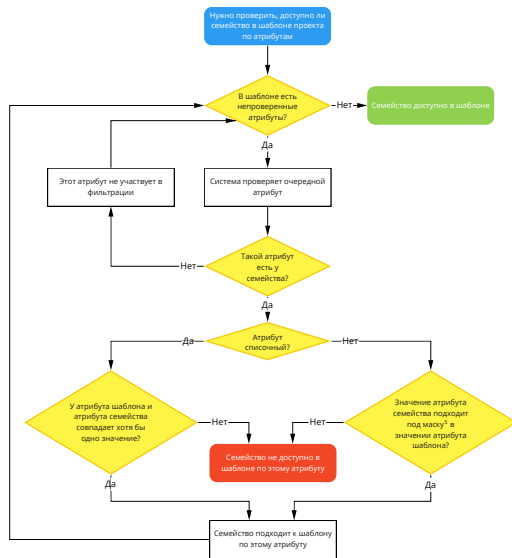 Нужно проверить, доступно ли
семейство в шаблоне проекта
по атрибутам
В шаблоне есть
непроверенные
атрибуты?
Нет
Семейство доступно в шаблоне
Да
Этот атрибут не участвует в
фильтрации
Система проверяет очередной
атрибут
Такой атрибут
есть у
семейства?
Нет
Да
Атрибут
списочный?
Да
Нет
У атрибута шаблона и
атрибута семейства
совпадает хотя бы
одно значение?
Нет
Семейство не доступно в
шаблоне по этому атрибуту
Нет
Значение атрибута
семейства подходит
под маску⁵ в
значении атрибута
шаблона?
Да
Да
Семейство подходит к шаблону
по этому атрибуту